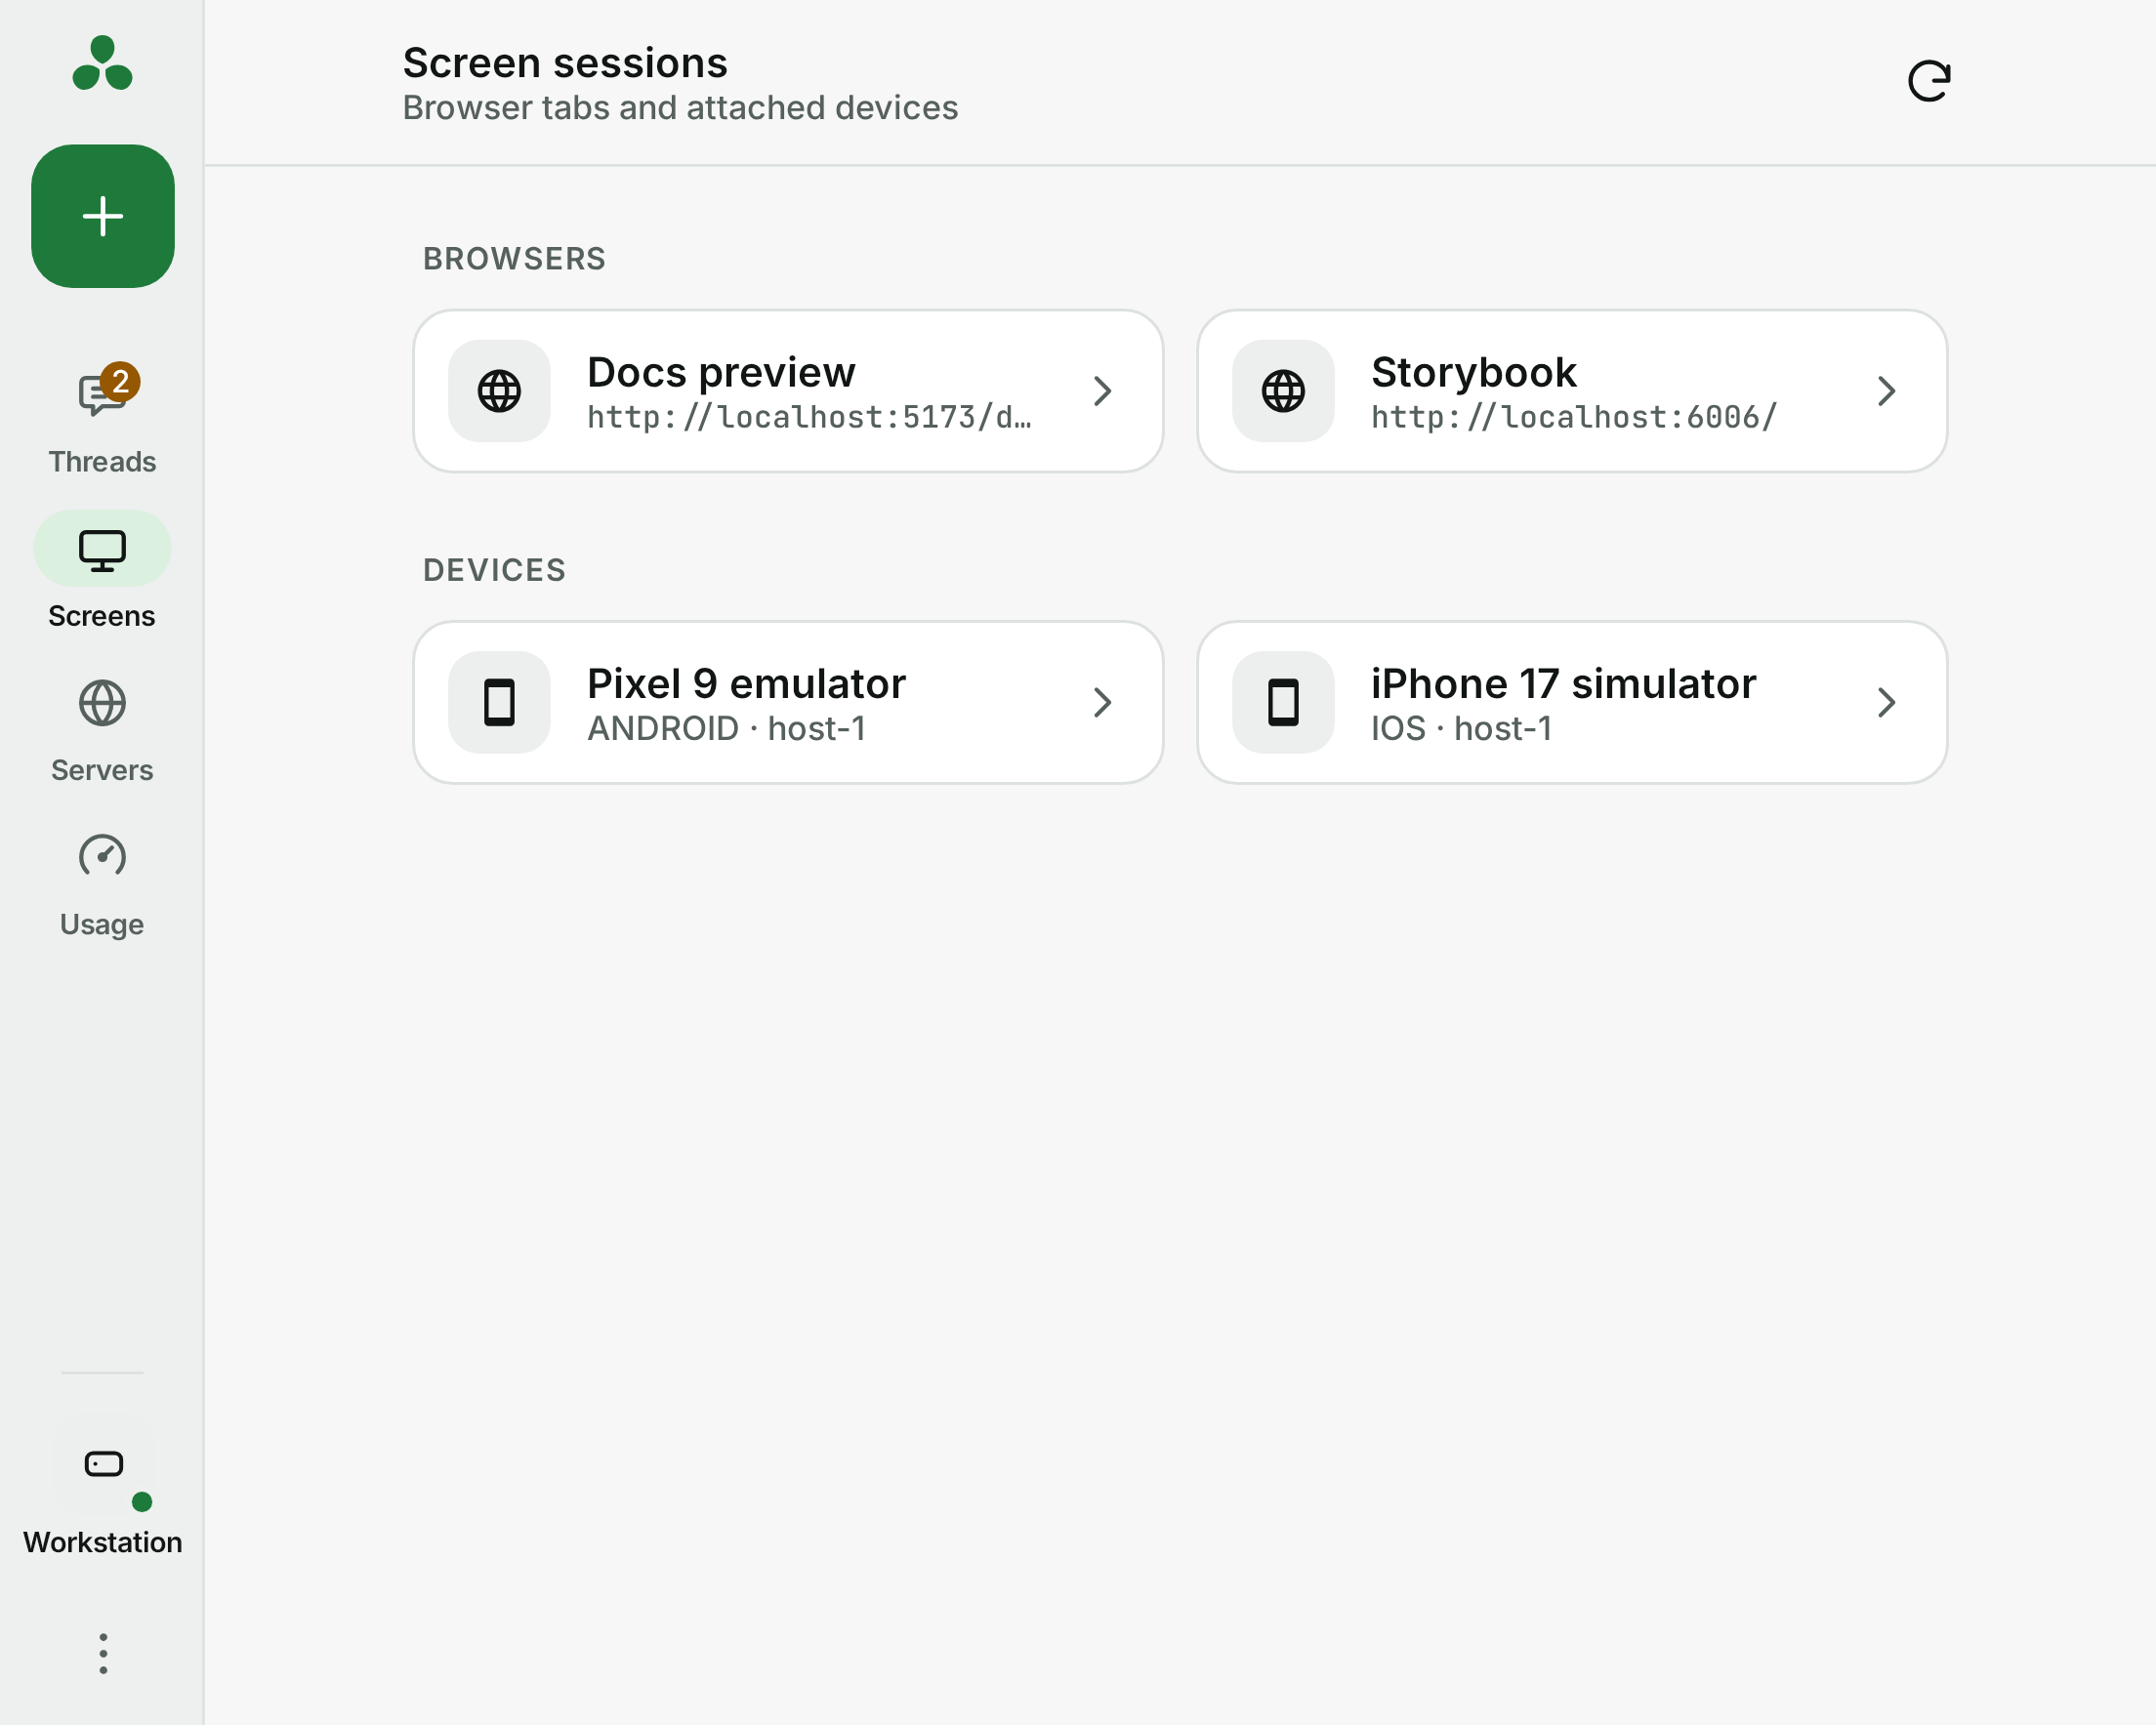 Screen sessions
Browser tabs and attached devices
2
Threads
Screens
Servers
Usage
Workstation
BROWSERS
Docs preview
http://localhost:5173/d…
Storybook
http://localhost:6006/
DEVICES
Pixel 9 emulator
ANDROID · host-1
iPhone 17 simulator
IOS · host-1